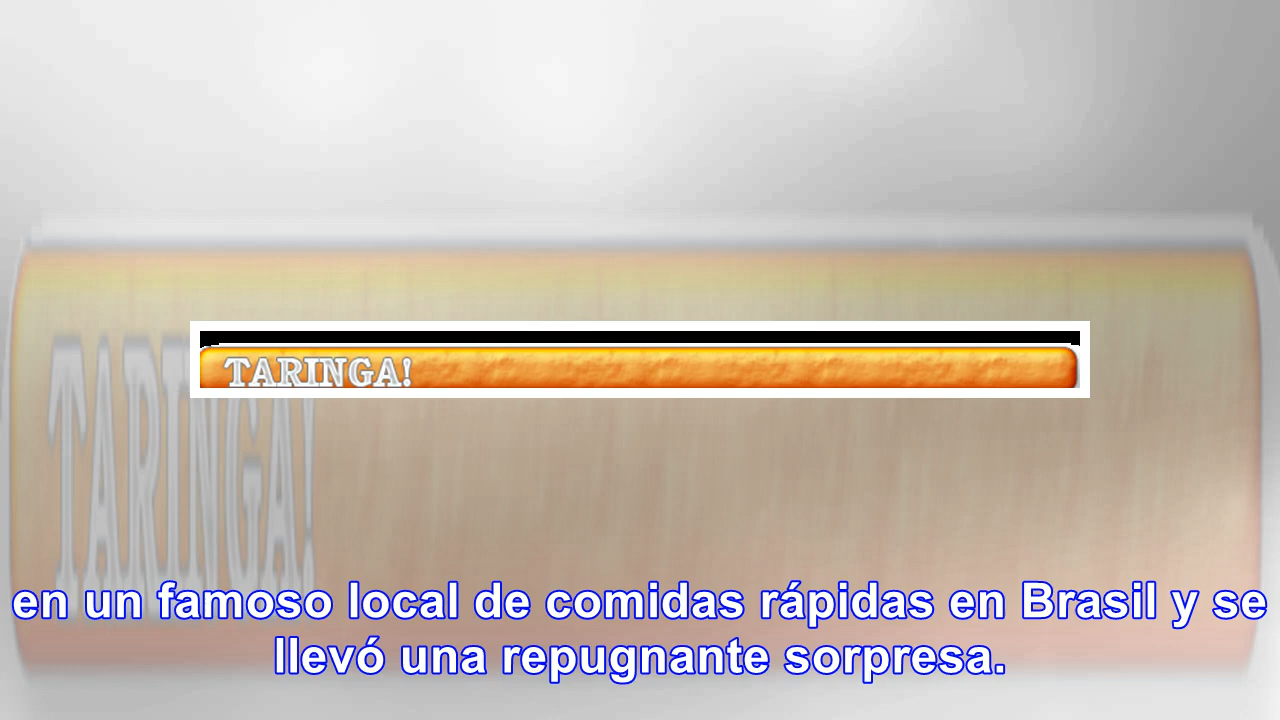 TARINGA!
TARINGA!
en un famoso local de comidas rápidas en Brasil y se
llevó una repugnante sorpresa.